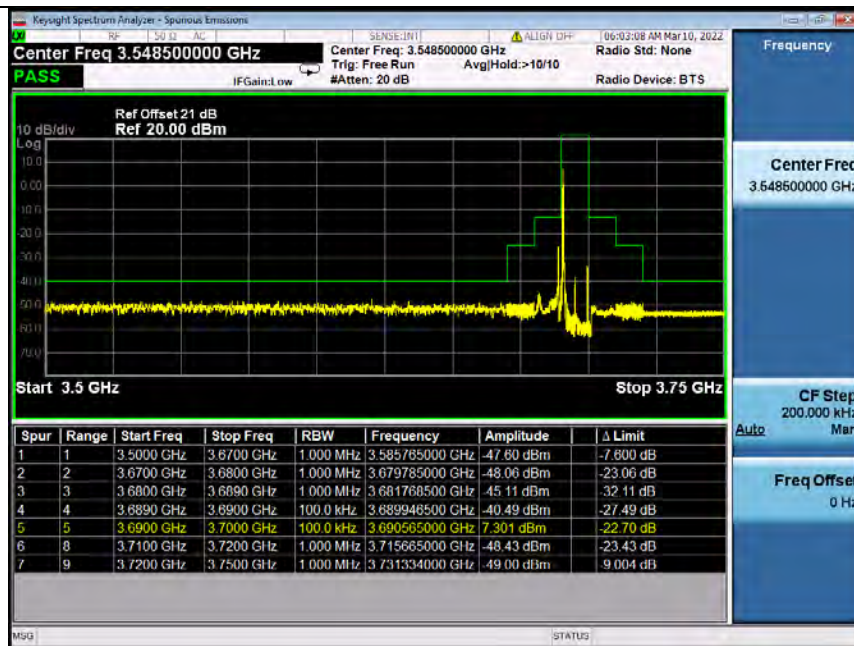 Keysight Spectrum Analyzer - Spurious Emissions
RF 50 Ω AC SENSE:INT ALIGN OFF 06:03:08 AM Mar 10, 2022
Center Freq 3.548500000 GHz Center Freq: 3.548500000 GHz Radio Std: None
Trig: Free Run Avg|Hold:>10/10
PASS IFGain:Low #Atten: 20 dB Radio Device: BTS
Ref Offset 21 dB
10 dB/div Ref 20.00 dBm
Log
10.0
0.00
-10.0
-20.0
-30.0
-40.0
-50.0
-60.0
-70.0
Start 3.5 GHz Stop 3.75 GHz
Spur Range Start Freq Stop Freq RBW Frequency Amplitude Δ Limit
1 1 3.5000 GHz 3.6700 GHz 1.000 MHz 3.585765000 GHz -47.60 dBm -7.600 dB
2 2 3.6700 GHz 3.6800 GHz 1.000 MHz 3.679785000 GHz -48.06 dBm -23.06 dB
3 3 3.6800 GHz 3.6890 GHz 1.000 MHz 3.681768500 GHz -45.11 dBm -32.11 dB
4 4 3.6890 GHz 3.6900 GHz 100.0 kHz 3.689946500 GHz -40.49 dBm -27.49 dB
5 5 3.6900 GHz 3.7000 GHz 100.0 kHz 3.690565000 GHz 7.301 dBm -22.70 dB
6 8 3.7100 GHz 3.7200 GHz 1.000 MHz 3.715665000 GHz -48.43 dBm -23.43 dB
7 9 3.7200 GHz 3.7500 GHz 1.000 MHz 3.731334000 GHz -49.00 dBm -9.004 dB
MSG STATUS
Frequency
Center Freq
3.548500000 GHz
CF Step
200.000 kHz
Auto Man
Freq Offset
0 Hz